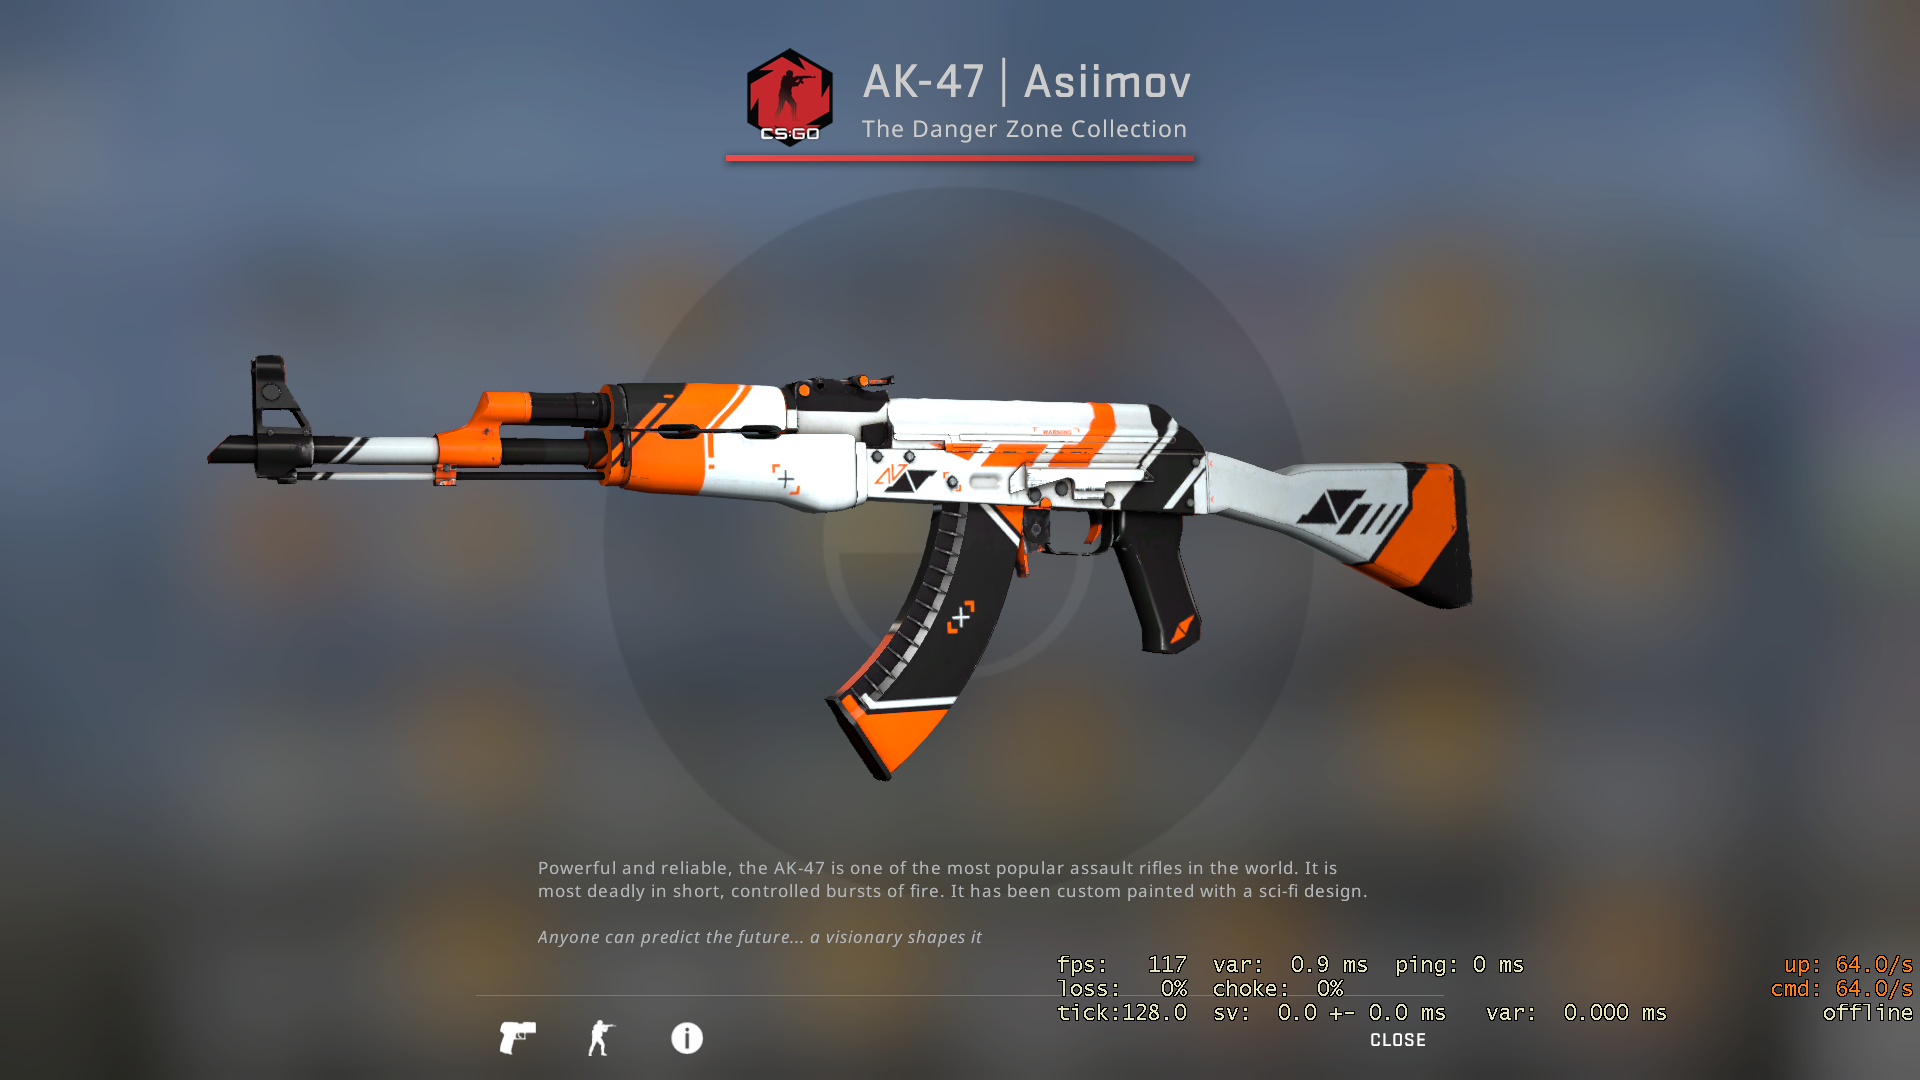 CS:GO
AK-47 | Asiimov
The Danger Zone Collection
WARNING
Powerful and reliable, the AK-47 is one of the most popular assault rifles in the world. It is
most deadly in short, controlled bursts of fire. It has been custom painted with a sci-fi design.
Anyone can predict the future... a visionary shapes it
fps: 117 var: 0.9 ms ping: 0 ms
up: 64.0/s
loss: 0% choke: 0%
cmd: 64.0/s
tick:128.0 sv: 0.0 +- 0.0 ms var: 0.000 ms
offline
CLOSE